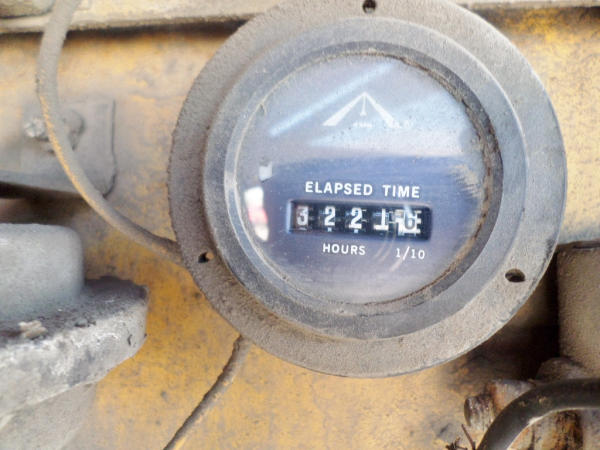 ELAPSED TIME
3221
HOURS 1/10